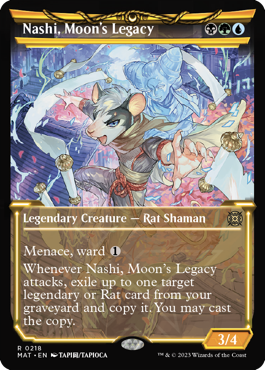 Nashi, Moon's Legacy
Legendary Creature — Rat Shaman
Menace, ward 1
Whenever Nashi, Moon's Legacy
attacks, exile up to one target
legendary or Rat card from your
graveyard and copy it. You may cast
the copy.
3/4
R 0218
MAT • EN TAPIOCA
™ & © 2023 Wizards of the Coast